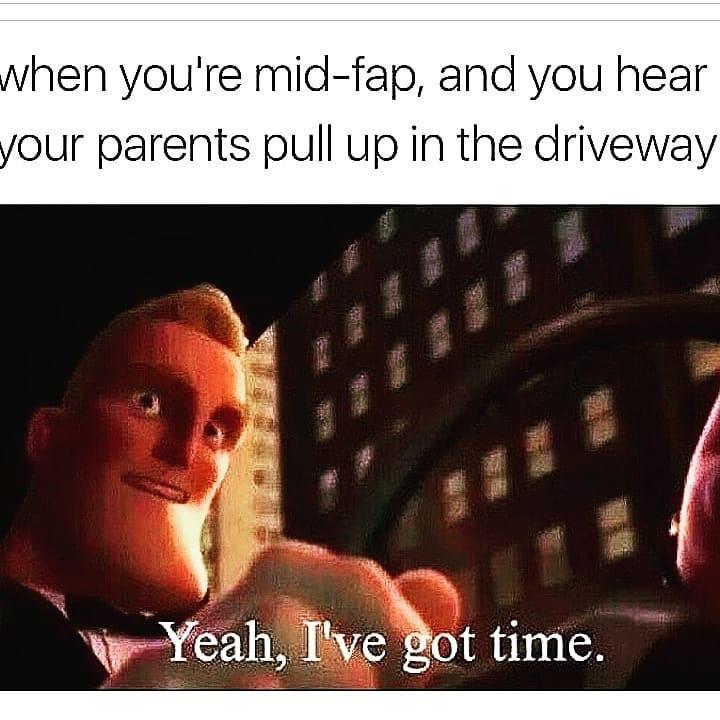 when you're mid-fap, and you hear
your parents pull up in the driveway
Yeah, I've got time.